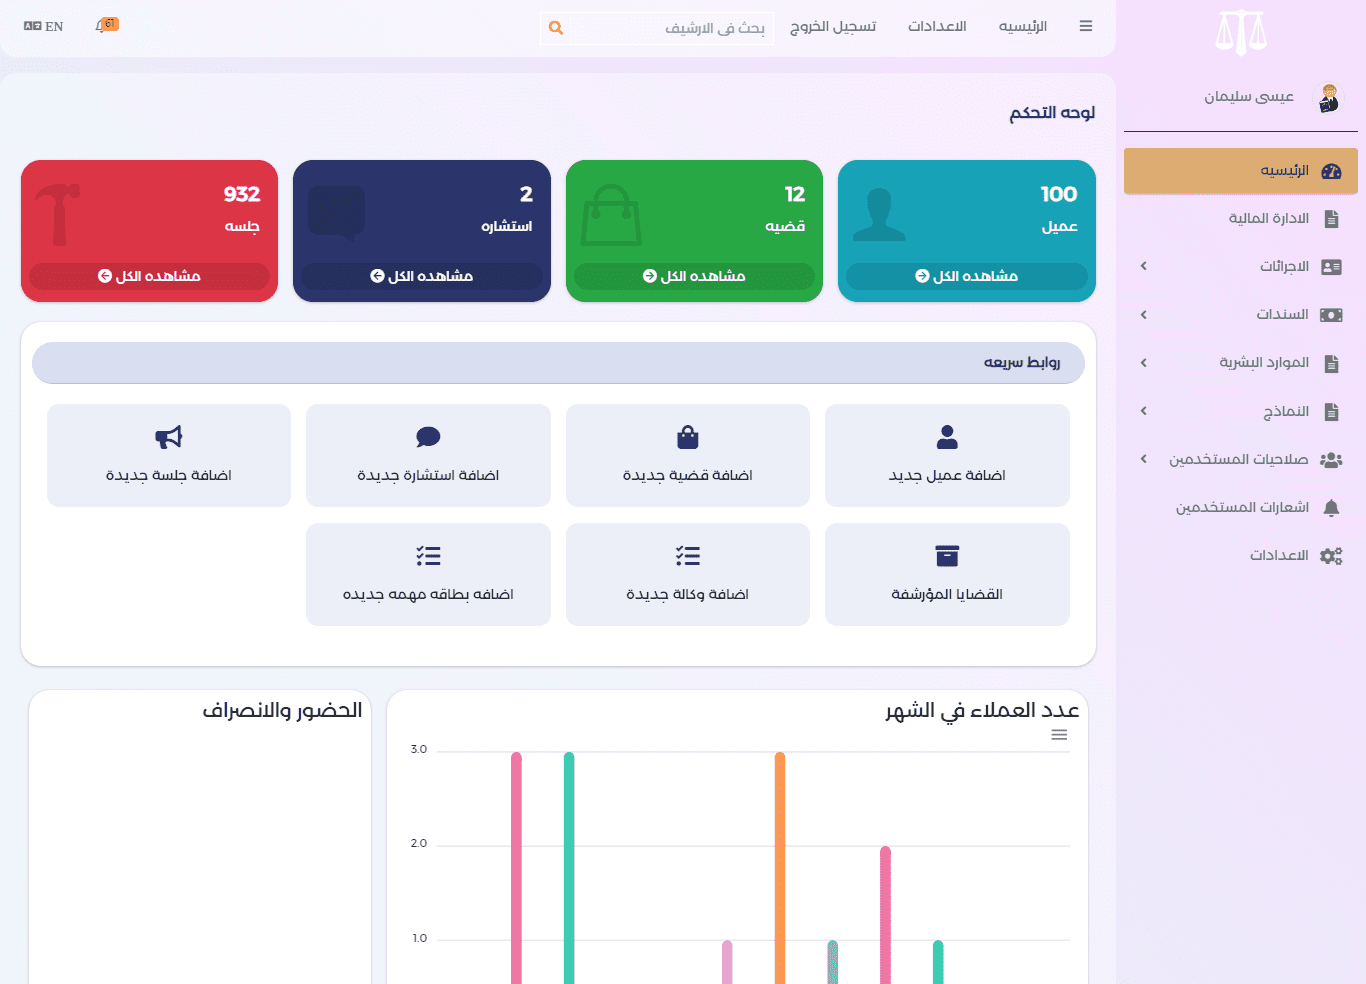 الرئيسيه
الاعدادات
تسجيل الخروج
بحث فى الارشيف
EN
عيسى سليمان
الرئيسيه
الادارة المالية
الاجرائات
السندات
الموارد البشرية
النماذج
صلاحيات المستخدمين
اشعارات المستخدمين
الاعدادات
لوحه التحكم
100
عميل
مشاهده الكل
12
قضيه
مشاهده الكل
2
استشاره
مشاهده الكل
932
جلسه
مشاهده الكل
روابط سريعه
اضافة عميل جديد
اضافة قضية جديدة
اضافة استشارة جديدة
اضافة جلسة جديدة
القضايا المؤرشفة
اضافة وكالة جديدة
اضافه بطاقه مهمه جديده
عدد العملاء في الشهر
3.0
2.0
1.0
الحضور والانصراف